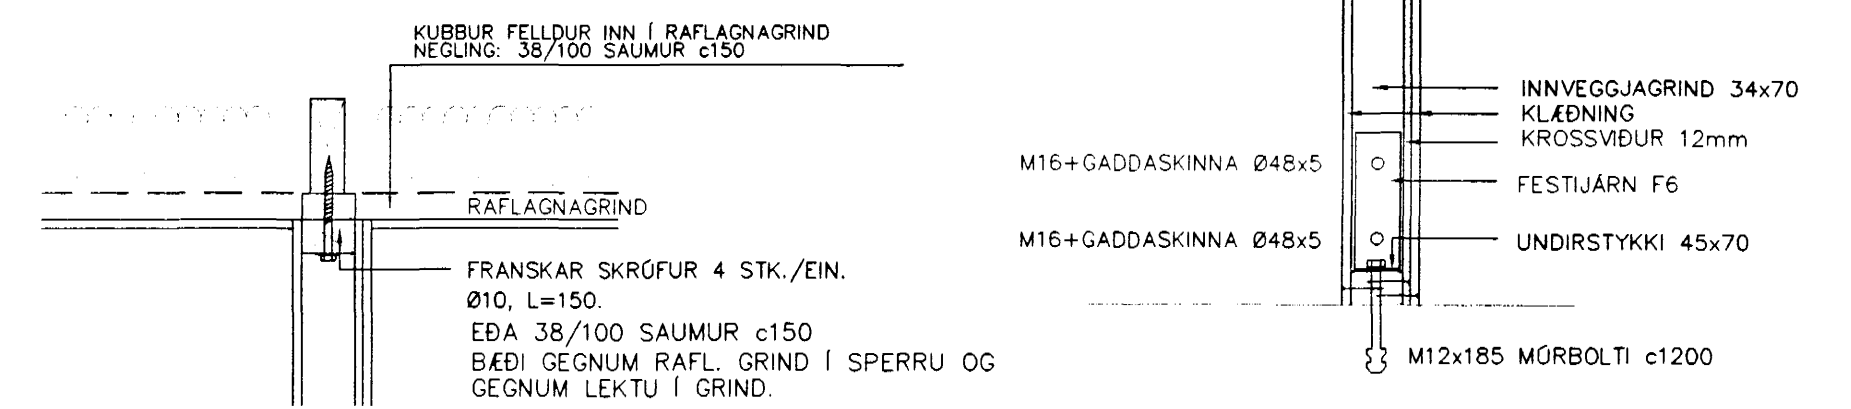 KUBBUR FELLDUR INN Í RAFLAGNAGRIND
NEGLING: 38/100 SAUMUR c150
RAFLAGNAGRIND
FRANSKAR SKRÚFUR 4 STK./EIN.
Ø10, L=150.
EÐA 38/100 SAUMUR c150
BÆÐI GEGNUM RAFL. GRIND Í SPERRU OG
GEGNUM LEKTU Í GRIND.
INNVEGGJAGRIND 34x70
KLÆÐNING
KROSSVIÐUR 12mm
M16+GADDASKINNA Ø48x5
FESTIJÁRN F6
M16+GADDASKINNA Ø48x5
UNDIRSTYKKI 45x70
M12x185 MÚRBOLTI c1200